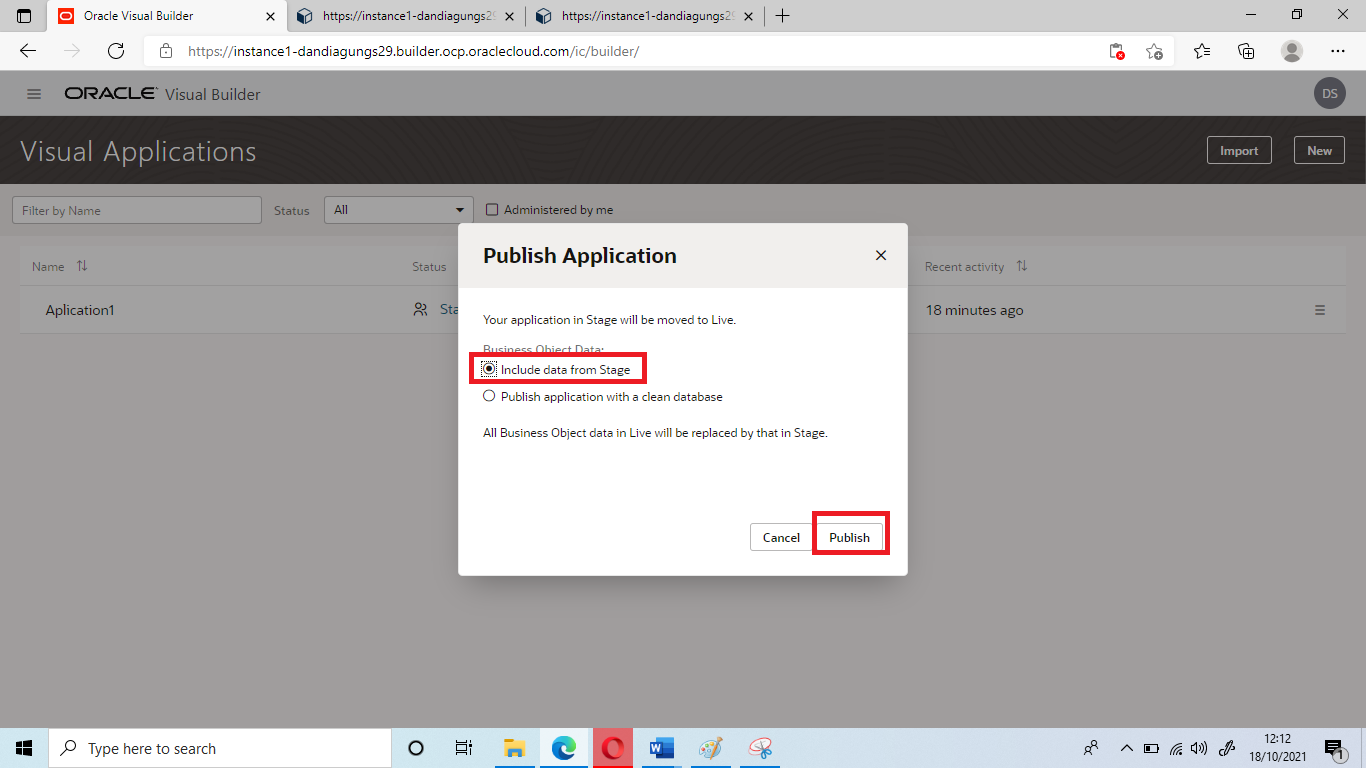 Oracle Visual Builder
https://instance1-dandiagungs29
https://instance1-dandiagungs29
https://instance1-dandiagungs29.builder.ocp.oraclecloud.com/ic/builder/
ORACLE Visual Builder
DS
Visual Applications
Import
New
Filter by Name
Status
All
Administered by me
Name
Status
Recent activity
Aplication1
Sta
18 minutes ago
Publish Application
Your application in Stage will be moved to Live.
Business Object Data:
Include data from Stage
Publish application with a clean database
All Business Object data in Live will be replaced by that in Stage.
Cancel
Publish
Type here to search
12:12
18/10/2021
1